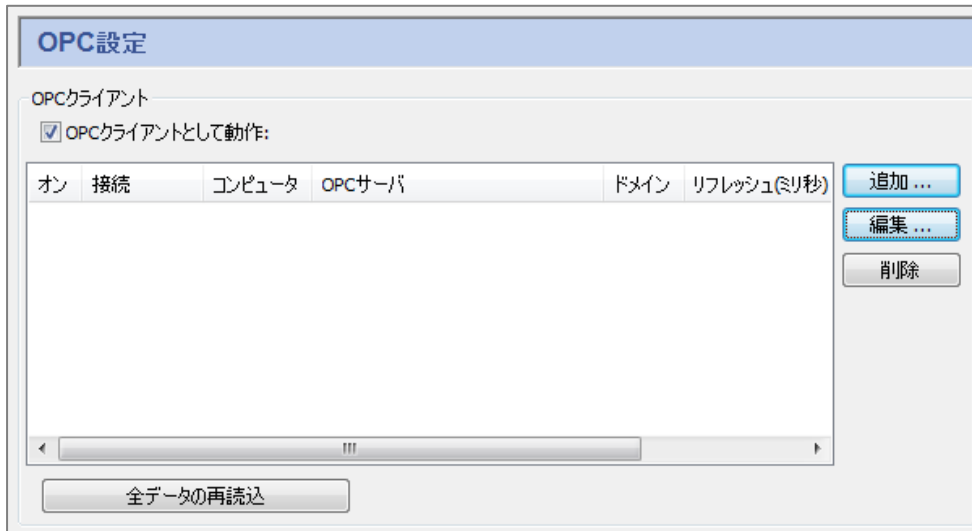 OPC設定
OPCクライアント
OPCクライアントとして動作:
オン 接続 コンピュータ OPCサーバ ドメイン リフレッシュ(ミリ秒)
追加 ...
編集 ...
削除
全データの再読込